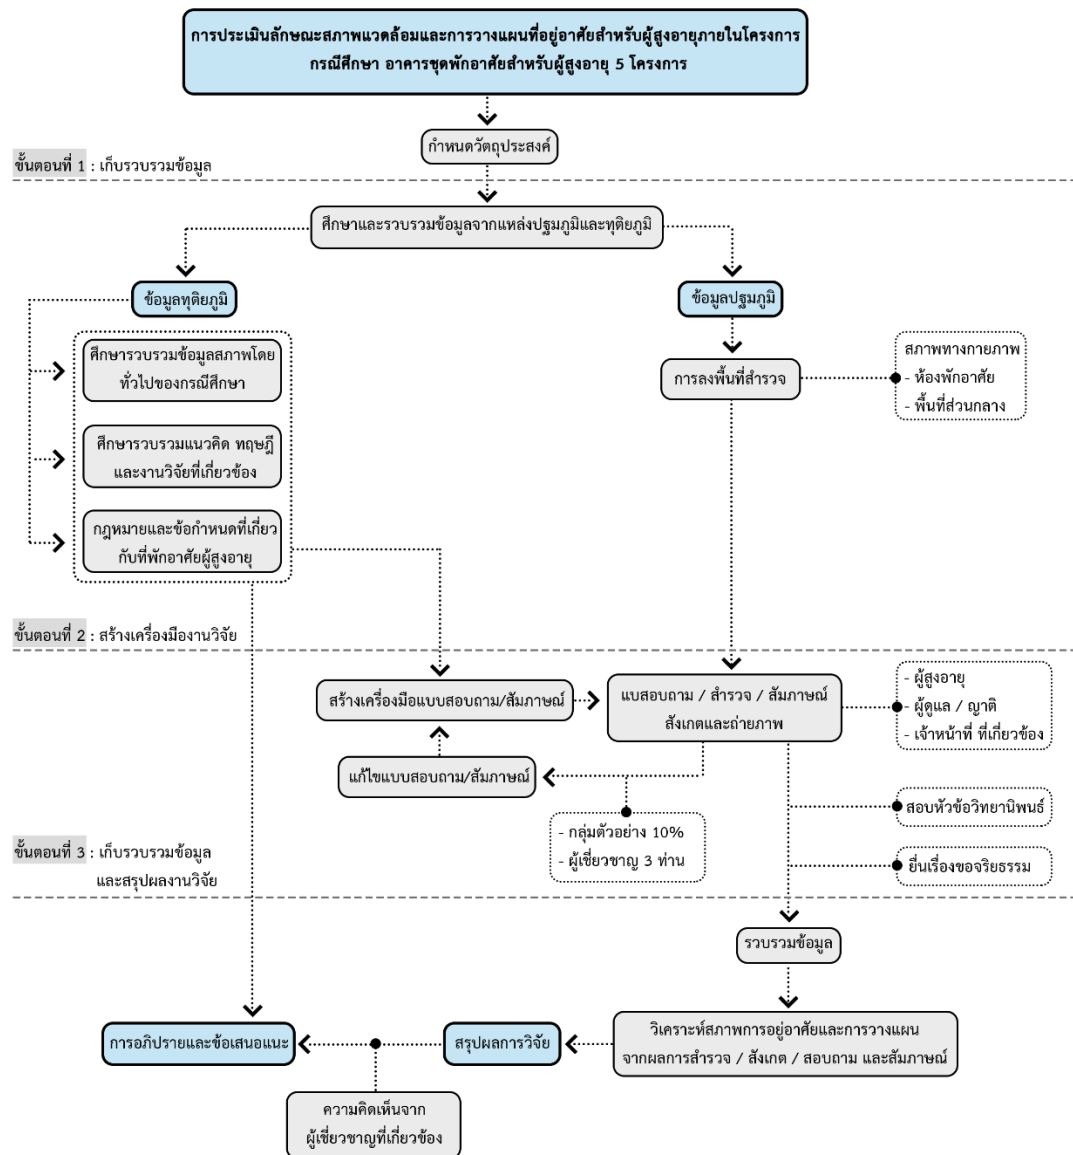 การประเมินลักษณะสภาพแวดล้อมและการวางแผนที่อยู่อาศัยสำหรับผู้สูงอายุภายในโครงการ
กรณีศึกษา อาคารชุดพักอาศัยสำหรับผู้สูงอายุ 5 โครงการ
กำหนดวัตถุประสงค์
ขั้นตอนที่ 1 : เก็บรวบรวมข้อมูล
ศึกษาและรวบรวมข้อมูลจากแหล่งปฐมภูมิและทุติยภูมิ
ข้อมูลทุติยภูมิ
ข้อมูลปฐมภูมิ
ศึกษารวบรวมข้อมูลสภาพโดย
ทั่วไปของกรณีศึกษา
การลงพื้นที่สำรวจ
สภาพทางกายภาพ
- ห้องพักอาศัย
- พื้นที่ส่วนกลาง
ศึกษารวบรวมแนวคิด ทฤษฎี
และงานวิจัยที่เกี่ยวข้อง
กฎหมายและข้อกำหนดที่เกี่ยว
กับที่พักอาศัยผู้สูงอายุ
ขั้นตอนที่ 2 : สร้างเครื่องมืองานวิจัย
สร้างเครื่องมือแบบสอบถาม/สัมภาษณ์
แบสอบถาม / สำรวจ / สัมภาษณ์
สังเกตและถ่ายภาพ
- ผู้สูงอายุ
- ผู้ดูแล / ญาติ
- เจ้าหน้าที่ ที่เกี่ยวข้อง
แก้ไขแบบสอบถาม/สัมภาษณ์
- กลุ่มตัวอย่าง 10%
- ผู้เชี่ยวชาญ 3 ท่าน
สอบหัวข้อวิทยานิพนธ์
ยื่นเรื่องขอจริยธรรม
ขั้นตอนที่ 3 : เก็บรวบรวมข้อมูล
และสรุปผลงานวิจัย
รวบรวมข้อมูล
วิเคราะห์สภาพการอยู่อาศัยและการวางแผน
จากผลการสำรวจ / สังเกต / สอบถาม และสัมภาษณ์
สรุปผลการวิจัย
การอภิปรายและข้อเสนอแนะ
ความคิดเห็นจาก
ผู้เชี่ยวชาญที่เกี่ยวข้อง